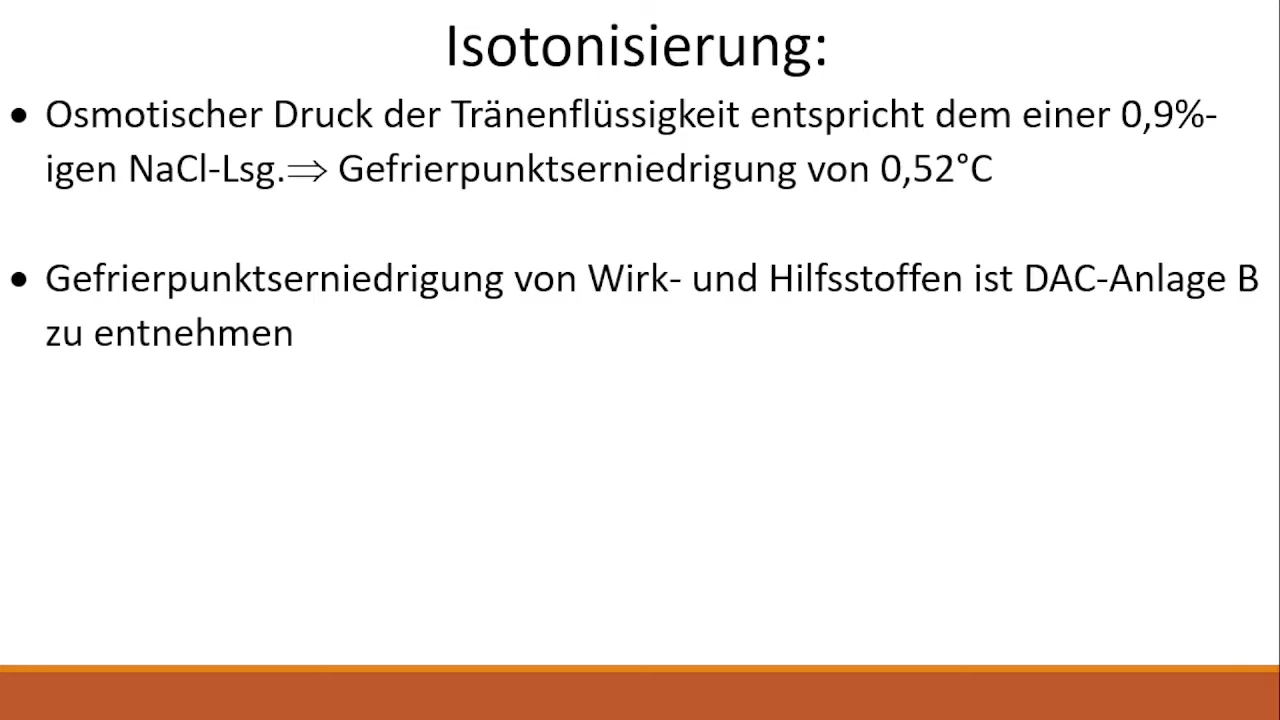 Isotonisierung:
• Osmotischer Druck der Tränenflüssigkeit entspricht dem einer 0,9%-
igen NaCl-Lsg.⇒ Gefrierpunktserniedrigung von 0,52°C
• Gefrierpunktserniedrigung von Wirk- und Hilfsstoffen ist DAC-Anlage B
zu entnehmen